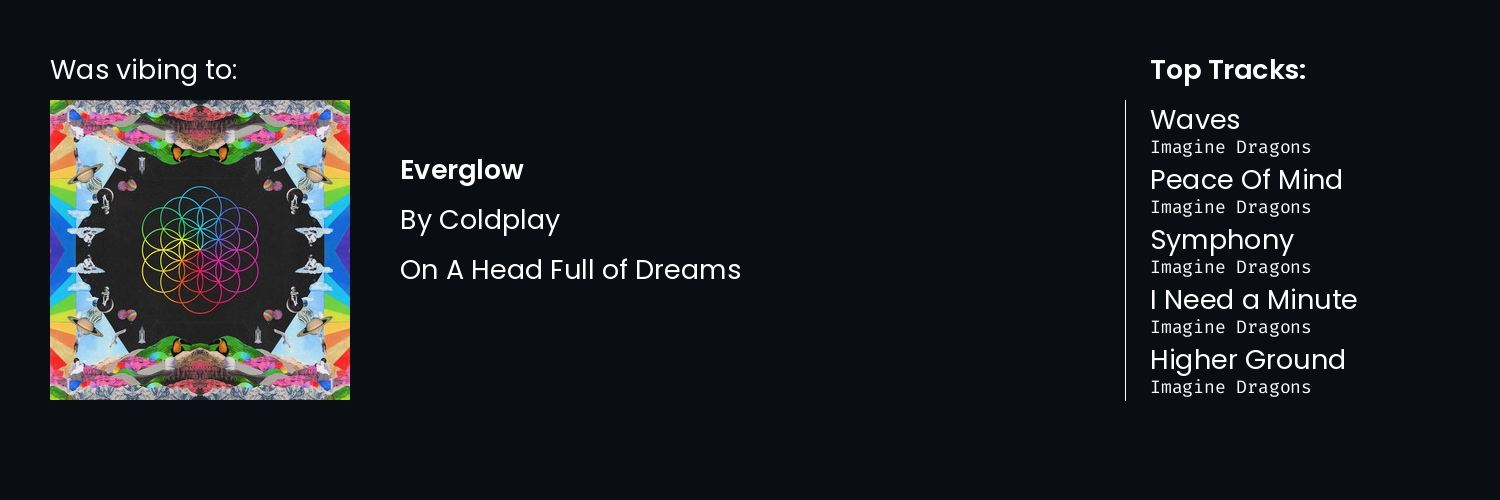 Was vibing to:
Everglow
By Coldplay
On A Head Full of Dreams
Top Tracks:
Waves
Imagine Dragons
Peace Of Mind
Imagine Dragons
Symphony
Imagine Dragons
I Need a Minute
Imagine Dragons
Higher Ground
Imagine Dragons